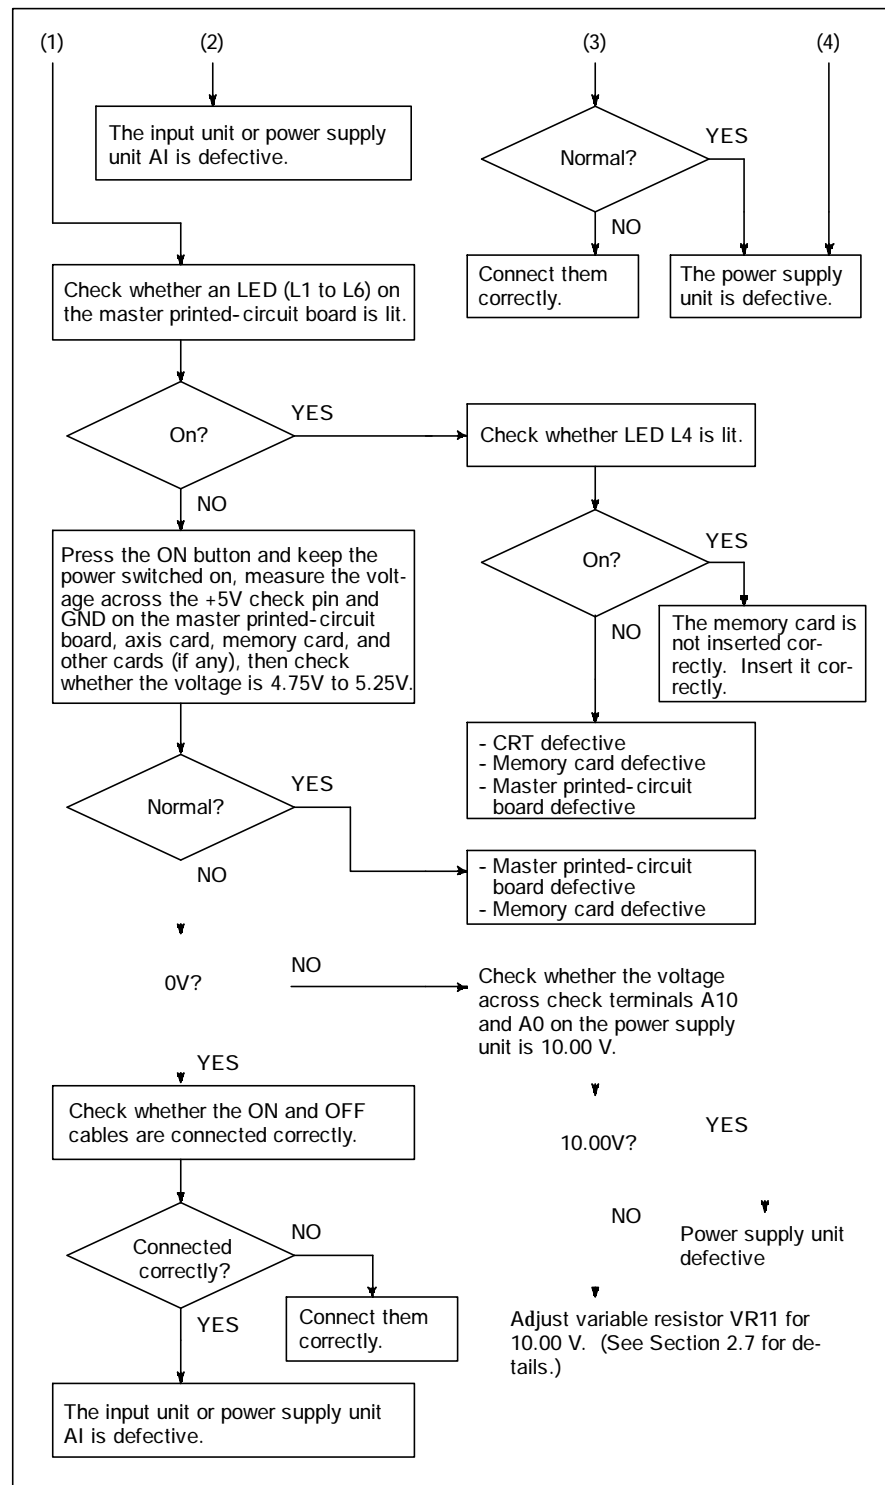 (1)
(2)
(3)
(4)
The input unit or power supply
unit AI is defective.
Normal?
YES
NO
Connect them
correctly.
The power supply
unit is defective.
Check whether an LED (L1 to L6) on
the master printed-circuit board is lit.
On?
YES
NO
Check whether LED L4 is lit.
On?
YES
NO
The memory card is
not inserted cor-
rectly. Insert it cor-
rectly.
Press the ON button and keep the
power switched on, measure the volt-
age across the +5V check pin and
GND on the master printed-circuit
board, axis card, memory card, and
other cards (if any), then check
whether the voltage is 4.75V to 5.25V.
- CRT defective
- Memory card defective
- Master printed-circuit
board defective
Normal?
YES
NO
- Master printed-circuit
board defective
- Memory card defective
0V?
NO
YES
Check whether the voltage
across check terminals A10
and A0 on the power supply
unit is 10.00 V.
Check whether the ON and OFF
cables are connected correctly.
10.00V?
YES
NO
Power supply unit
defective
Connected
correctly?
NO
YES
Connect them
correctly.
Adjust variable resistor VR11 for
10.00 V. (See Section 2.7 for de-
tails.)
The input unit or power supply unit
AI is defective.